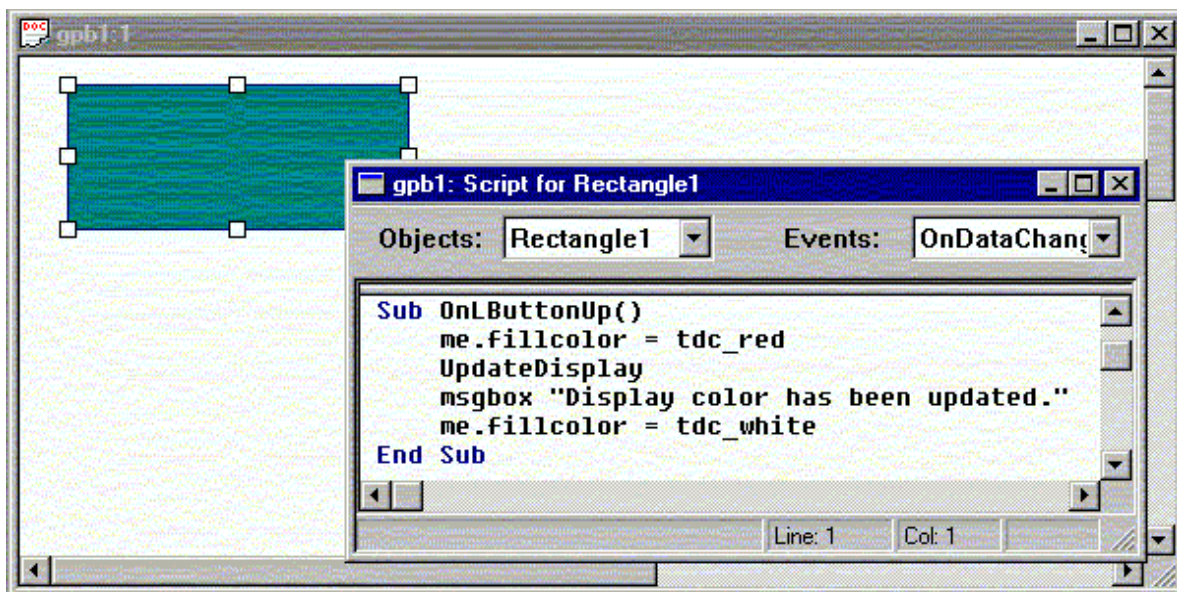 DOC
gpb1:1
gpb1: Script for Rectangle1
Objects: Rectangle1 Events: OnDataChang
Sub OnLButtonUp()
me.fillcolor = tdc_red
UpdateDisplay
msgbox "Display color has been updated."
me.fillcolor = tdc_white
End Sub
Line: 1 Col: 1